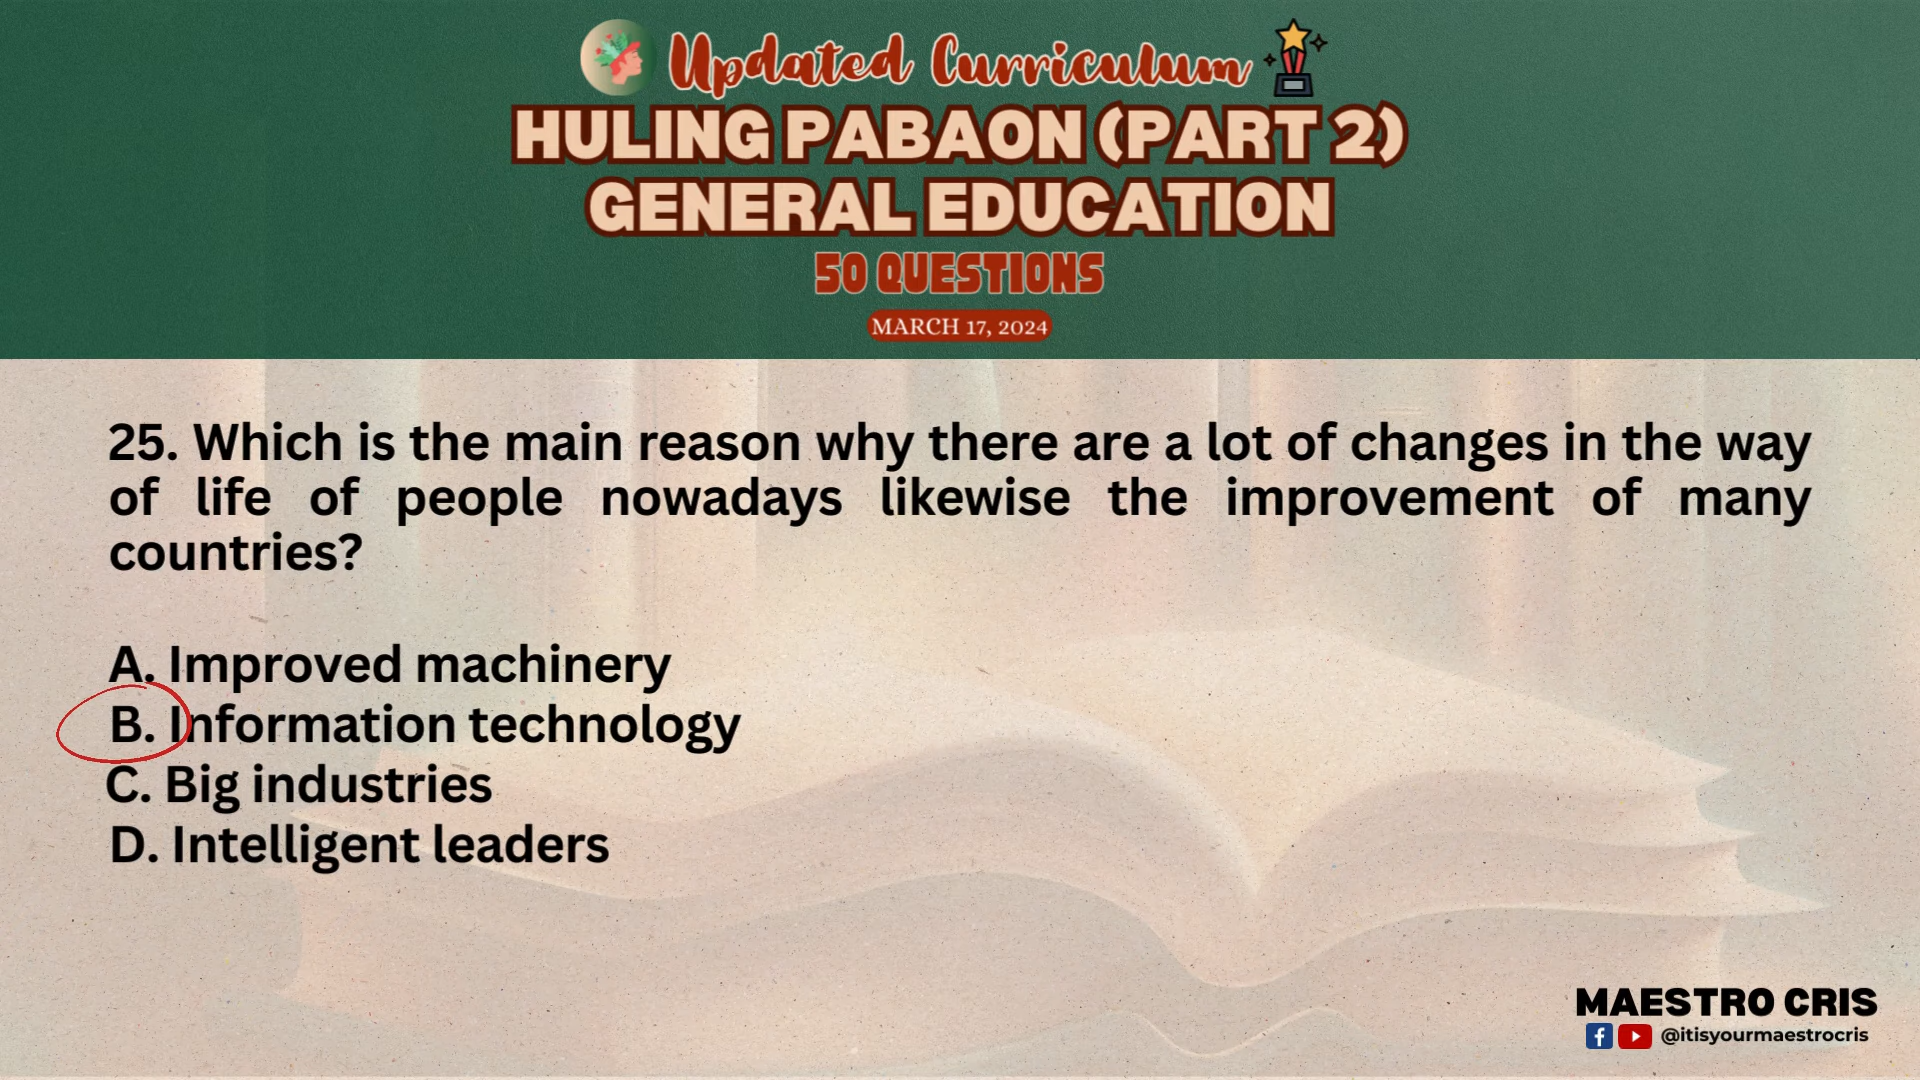 Updated Curriculum
HULING PABAON (PART 2)
GENERAL EDUCATION
50 QUESTIONS
MARCH 17, 2024
25. Which is the main reason why there are a lot of changes in the way
of life of people nowadays likewise the improvement of many
countries?
A. Improved machinery
B. Information technology
C. Big industries
D. Intelligent leaders
MAESTRO CRIS
@itisyourmaestrocris